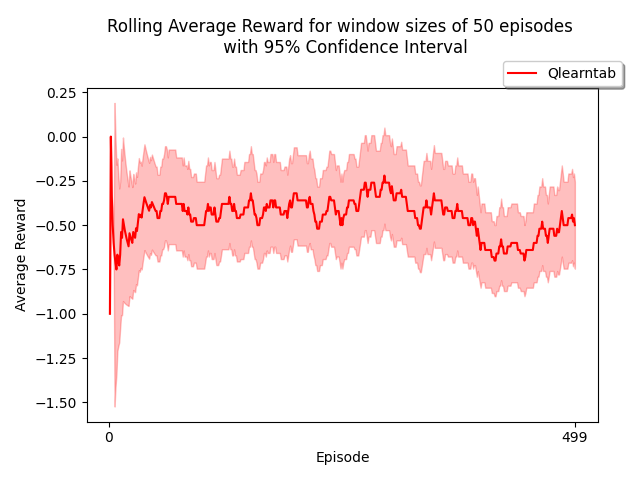 Rolling Average Reward for window sizes of 50 episodes
with 95% Confidence Interval
Qlearntab
0.25
0.00
−0.25
−0.50
−0.75
−1.00
−1.25
−1.50
Average Reward
0
499
Episode